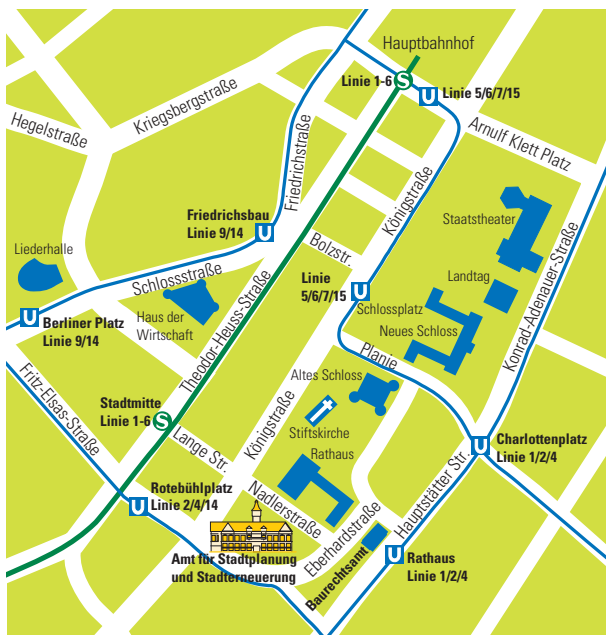 Hauptbahnhof
Linie 1-6
S
U
Linie 5/6/7/15
Kriegsbergstraße
Hegelstraße
Arnulf Klett Platz
Friedrichstraße
Königstraße
Staatstheater
Friedrichsbau
Linie 9/14
U
Bolzstr.
Konrad-Adenauer-Straße
Liederhalle
Schlossstraße
Landtag
Linie
5/6/7/15
U
Schlossplatz
Neues Schloss
Haus der
Wirtschaft
Theodor-Heuss-Straße
U
Berliner Platz
Linie 9/14
Planie
Fritz-Elsas-Straße
Altes Schloss
Stadtmitte
Linie 1-6
S
Königstraße
Lange Str.
Stiftskirche
Rathaus
U
Charlottenplatz
Linie 1/2/4
Hauptstätter Str.
Rotebühlplatz
Linie 2/4/14
U
Nadlerstraße
Eberhardstraße
Amt für Stadtplanung
und Stadterneuerung
Baurechtsamt
U
Rathaus
Linie 1/2/4